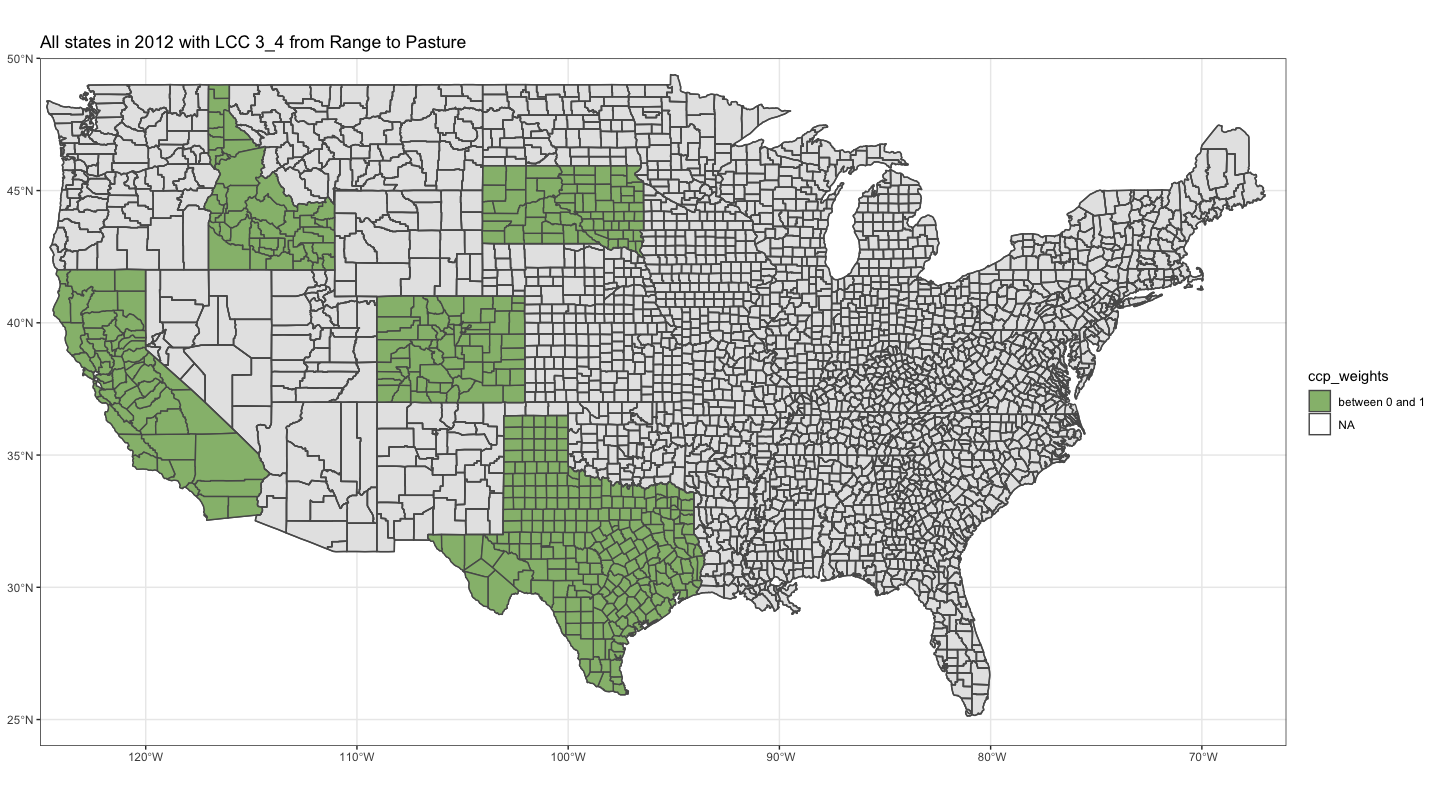 All states in 2012 with LCC 3_4 from Range to Pasture
50°N
45°N
40°N
35°N
30°N
25°N
120°W
110°W
100°W
90°W
80°W
70°W
ccp_weights
between 0 and 1
NA